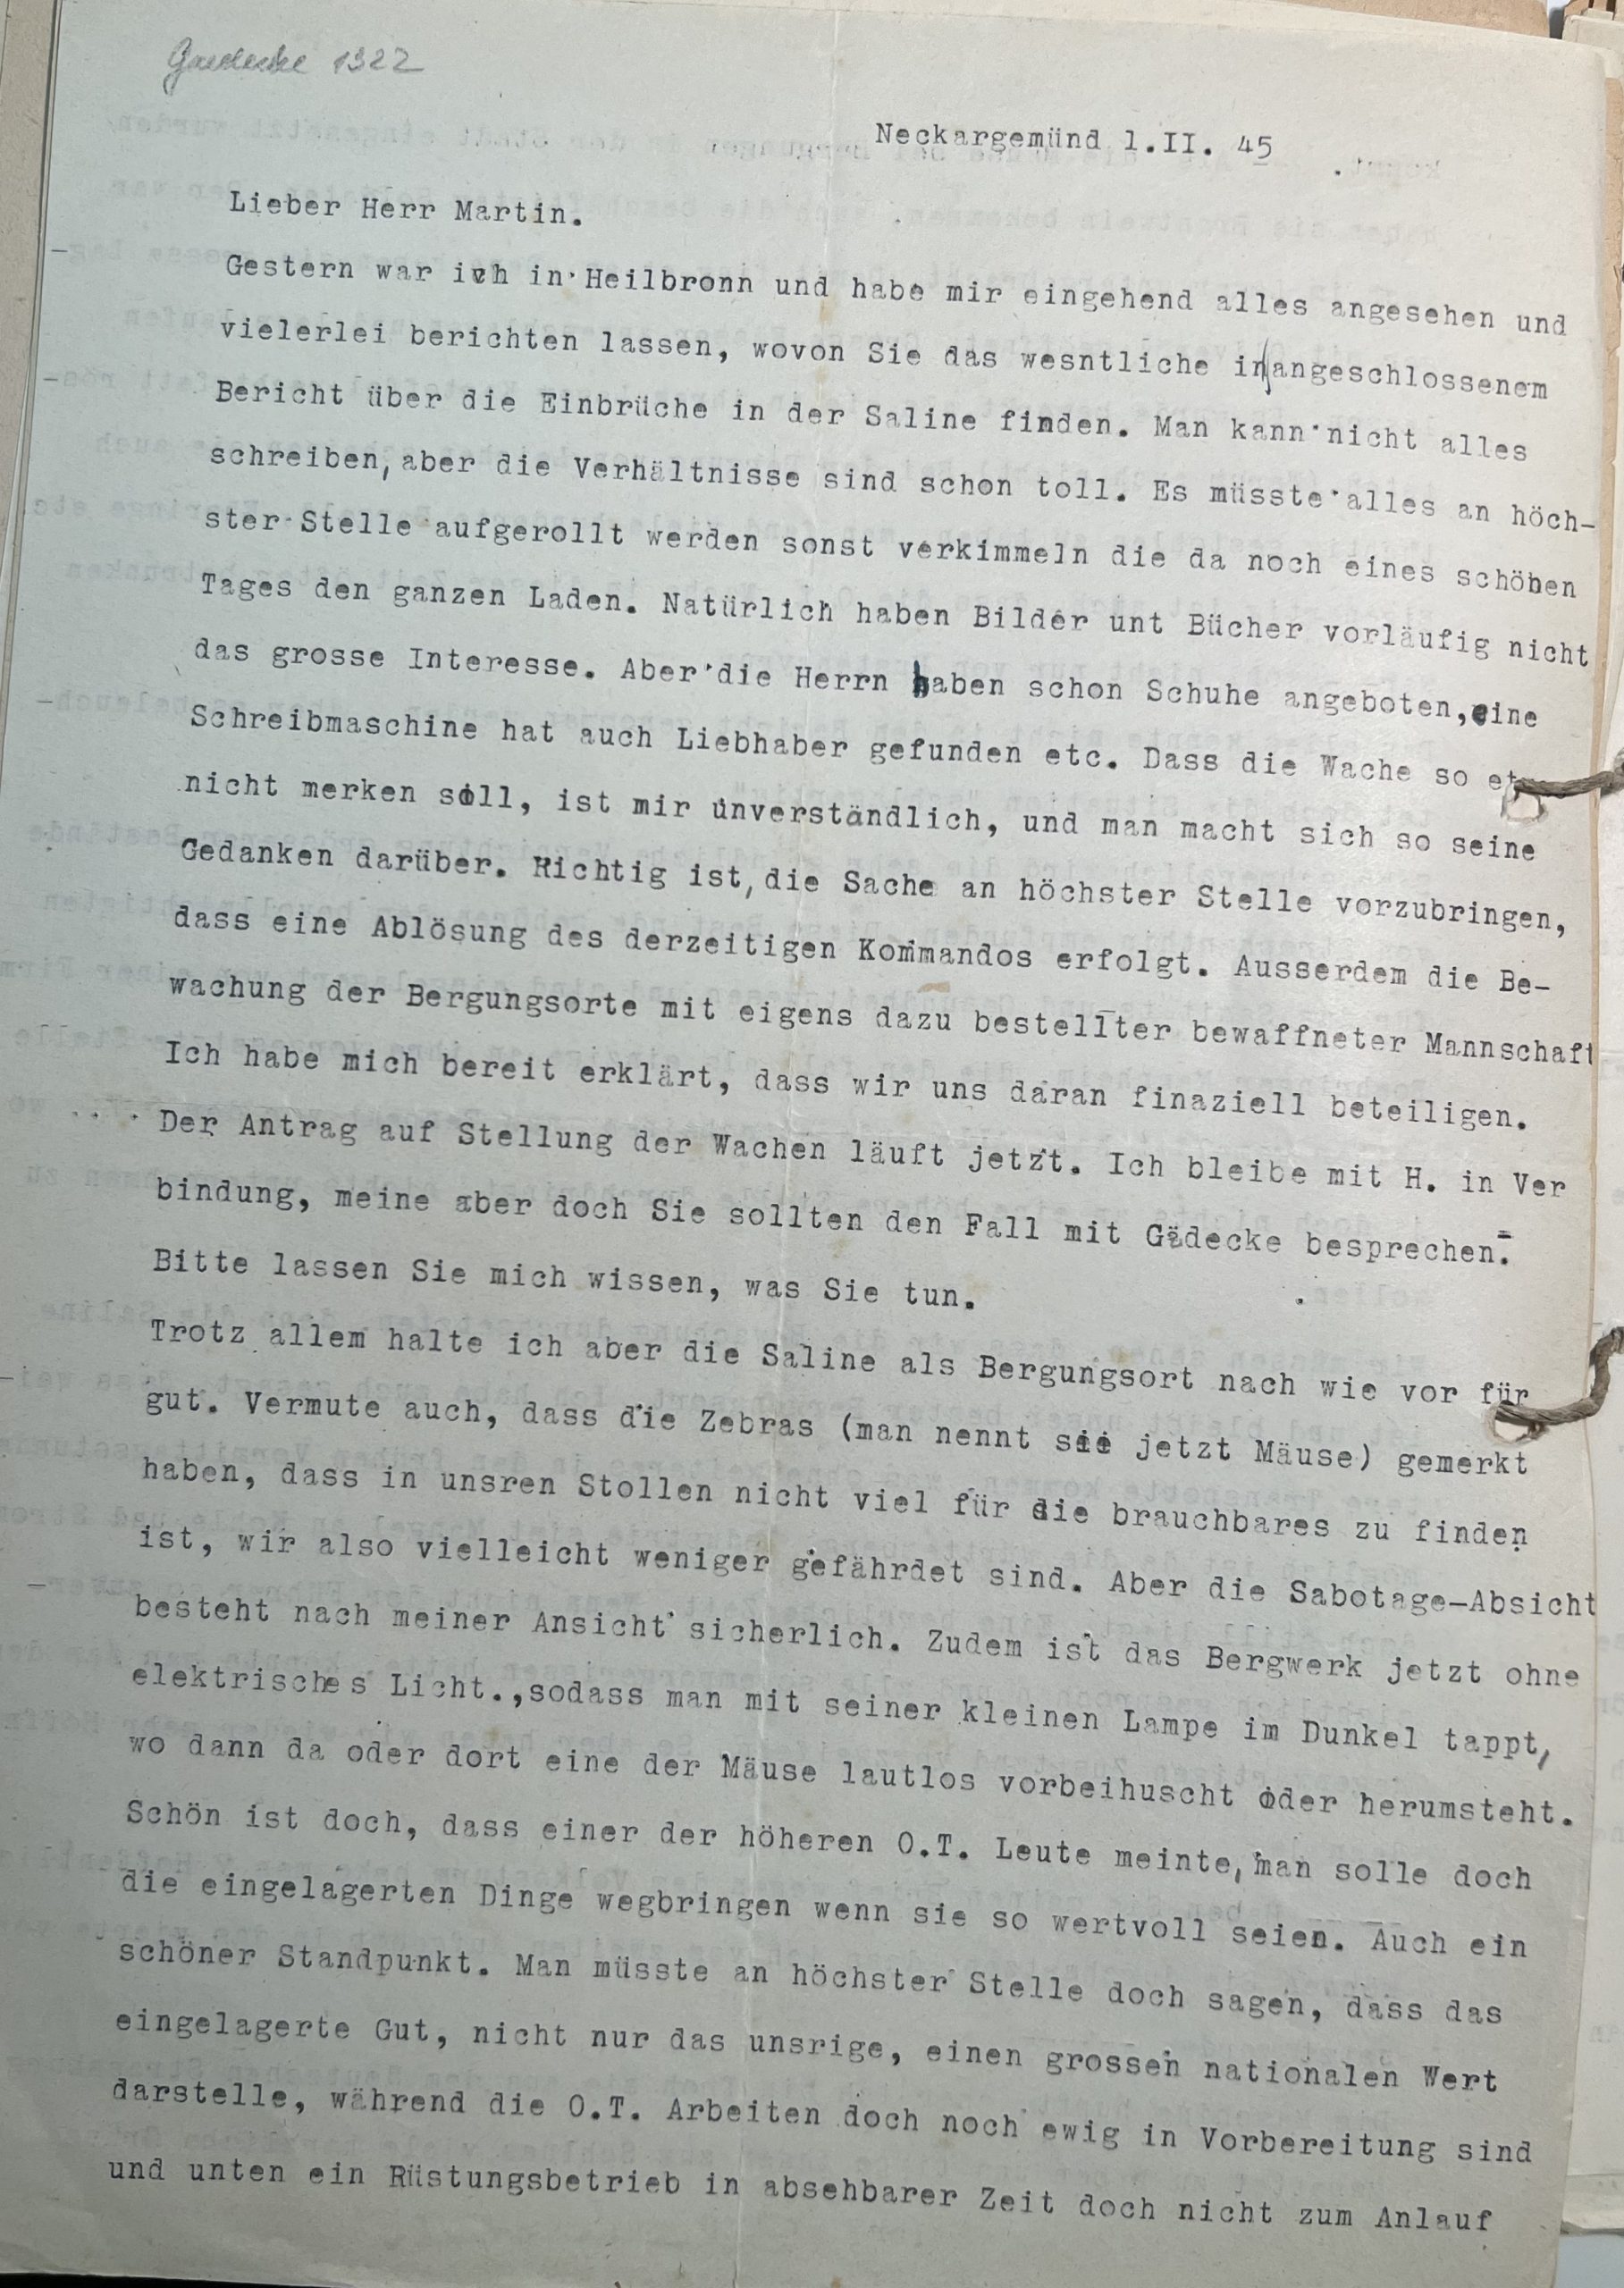 Gaedecke 1322
Neckargemünd 1.II. 45
Lieber Herr Martin.
Gestern war ich in Heilbronn und habe mir eingehend alles angesehen und
vielerlei berichten lassen, wovon Sie das wesntliche in angeschlossenem
Bericht über die Einbrüche in der Saline finden. Man kann nicht alles
schreiben, aber die Verhältnisse sind schon toll. Es müsste alles an höch-
ster Stelle aufgerollt werden sonst verkimmeln die da noch eines schönen
Tages den ganzen Laden. Natürlich haben Bilder unt Bücher vorläufig nicht
das grosse Interesse. Aber die Herrn haben schon Schuhe angeboten, eine
Schreibmaschine hat auch Liebhaber gefunden etc. Dass die Wache so
nicht merken soll, ist mir unverständlich, und man macht sich so seine
Gedanken darüber. Richtig ist, die Sache an höchster Stelle vorzubringen,
dass eine Ablösung des derzeitigen Kommandos erfolgt. Ausserdem die Be-
wachung der Bergungsorte mit eigens dazu bestellter bewaffneter Mannschaft
Ich habe mich bereit erklärt, dass wir uns daran finaziell beteiligen.
Der Antrag auf Stellung der Wachen läuft jetzt. Ich bleibe mit H. in Ver
bindung, meine aber doch Sie sollten den Fall mit Gädecke besprechen.
Bitte lassen Sie mich wissen, was Sie tun.
Trotz allem halte ich aber die Saline als Bergungsort nach wie vor für
gut. Vermute auch, dass die Zebras (man nennt sie jetzt Mäuse) gemerkt
haben, dass in unsren Stollen nicht viel für sie brauchbares zu finden
ist, wir also vielleicht weniger gefährdet sind. Aber die Sabotage-Absicht
besteht nach meiner Ansicht sicherlich. Zudem ist das Bergwerk jetzt ohne
elektrisches Licht., sodass man mit seiner kleinen Lampe im Dunkel tappt,
wo dann da oder dort eine der Mäuse lautlos vorbeihuscht oder herumsteht.
Schön ist doch, dass einer der höheren O.T. Leute meinte, man solle doch
die eingelagerten Dinge wegbringen wenn sie so wertvoll seien. Auch ein
schöner Standpunkt. Man müsste an höchster Stelle doch sagen, dass das
eingelagerte Gut, nicht nur das unsrige, einen grossen nationalen Wert
darstelle, während die O.T. Arbeiten doch noch ewig in Vorbereitung sind
und unten ein Rüstungsbetrieb in absehbarer Zeit doch nicht zum Anlauf